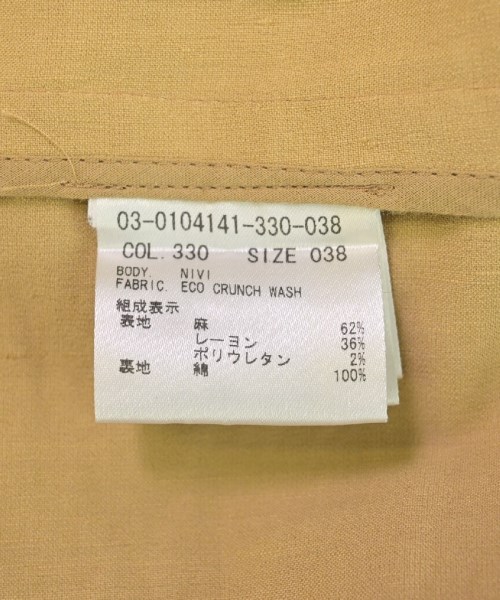 03-0104141-330-038
COL. 330 SIZE 038
BODY. NIVI
FABRIC. ECO CRUNCH WASH
組成表示
表地 麻 62%
レーヨン 36%
ポリウレタン 2%
裏地 綿 100%